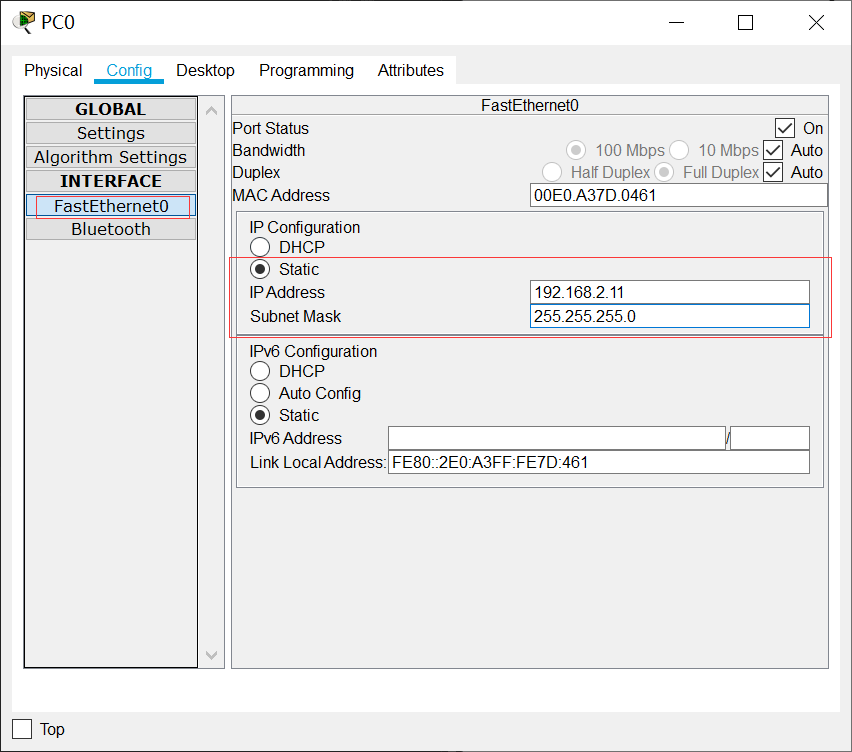 PC0
Physical Config Desktop Programming Attributes
GLOBAL
Settings
Algorithm Settings
INTERFACE
FastEthernet0
Bluetooth
FastEthernet0
Port Status On
Bandwidth 100 Mbps 10 Mbps Auto
Duplex Half Duplex Full Duplex Auto
MAC Address 00E0.A37D.0461
IP Configuration
DHCP
Static
IP Address 192.168.2.11
Subnet Mask 255.255.255.0
IPv6 Configuration
DHCP
Auto Config
Static
IPv6 Address /
Link Local Address: FE80::2E0:A3FF:FE7D:461
Top